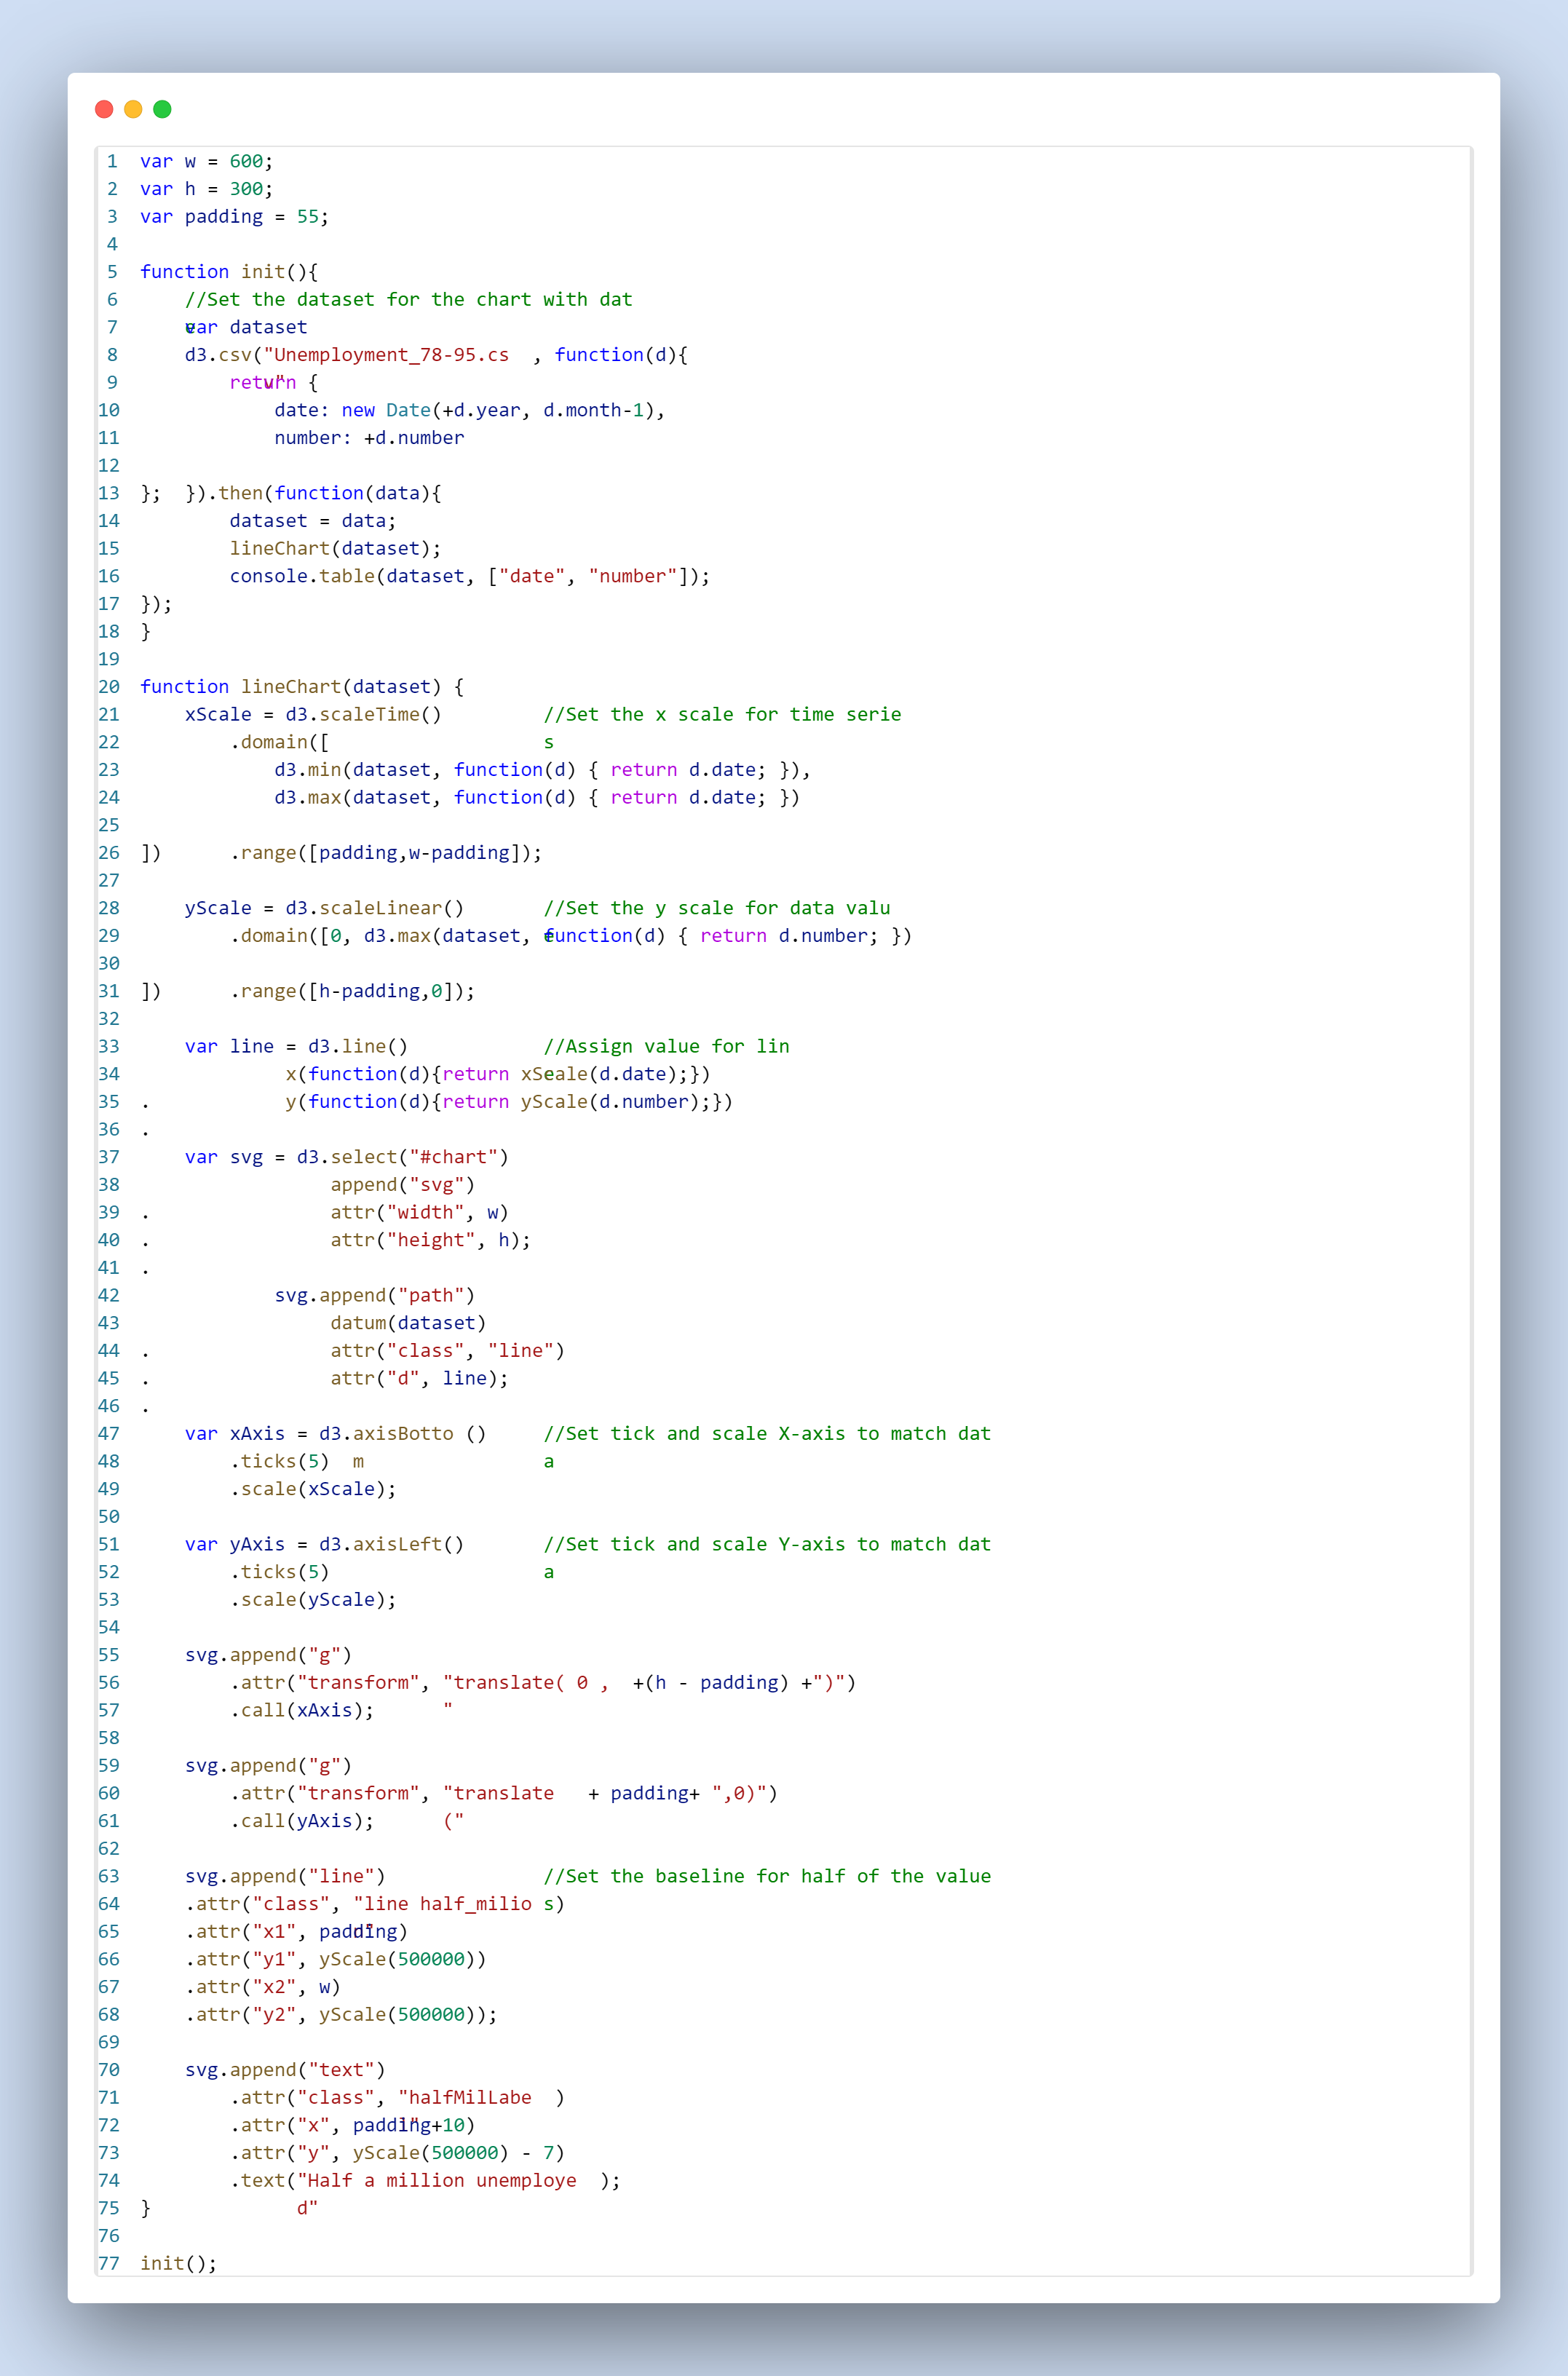 1 var w = 600;
2 var h = 300;
3 var padding = 55;
4
5 function init(){
6 //Set the dataset for the chart with dat
7 var dataset
8 d3.csv("Unemployment_78-95.cs , function(d){
9 return {
10 date: new Date(+d.year, d.month-1),
11 number: +d.number
12
13 }; }).then(function(data){
14 dataset = data;
15 lineChart(dataset);
16 console.table(dataset, ["date", "number"]);
17 });
18 }
19
20 function lineChart(dataset) {
21 xScale = d3.scaleTime() //Set the x scale for time serie
22 .domain([ s
23 d3.min(dataset, function(d) { return d.date; }),
24 d3.max(dataset, function(d) { return d.date; })
25
26 ]) .range([padding,w-padding]);
27
28 yScale = d3.scaleLinear() //Set the y scale for data valu
29 .domain([0, d3.max(dataset, function(d) { return d.number; })
30
31 ]) .range([h-padding,0]);
32
33 var line = d3.line() //Assign value for lin
34 x(function(d){return xScale(d.date);})
35 . y(function(d){return yScale(d.number);})
36 .
37 var svg = d3.select("#chart")
38 append("svg")
39 . attr("width", w)
40 . attr("height", h);
41 .
42 svg.append("path")
43 datum(dataset)
44 . attr("class", "line")
45 . attr("d", line);
46 .
47 var xAxis = d3.axisBotto () //Set tick and scale X-axis to match dat
48 .ticks(5) m a
49 .scale(xScale);
50
51 var yAxis = d3.axisLeft() //Set tick and scale Y-axis to match dat
52 .ticks(5) a
53 .scale(yScale);
54
55 svg.append("g")
56 .attr("transform", "translate( 0 , +(h - padding) +")")
57 .call(xAxis); "
58
59 svg.append("g")
60 .attr("transform", "translate + padding+ ",0)")
61 .call(yAxis); ("
62
63 svg.append("line") //Set the baseline for half of the value
64 .attr("class", "line half_milio s)
65 .attr("x1", padding)
66 .attr("y1", yScale(500000))
67 .attr("x2", w)
68 .attr("y2", yScale(500000));
69
70 svg.append("text")
71 .attr("class", "halfMilLabe )
72 .attr("x", padding+10)
73 .attr("y", yScale(500000) - 7)
74 .text("Half a million unemploye );
75 } d"
76
77 init();